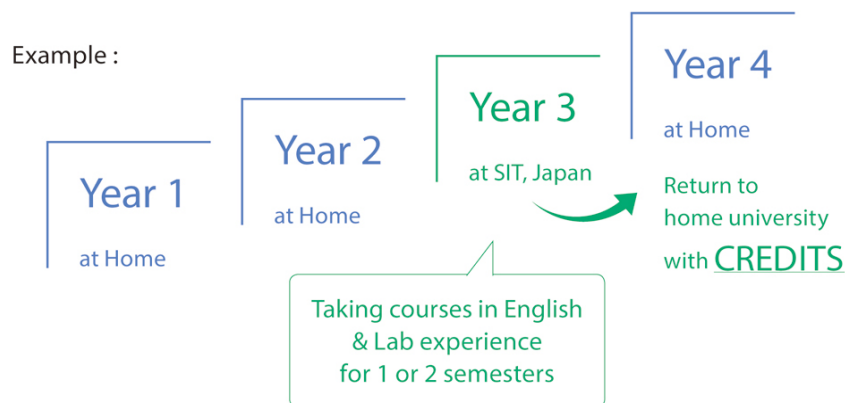 Example :
Year 1
at Home
Year 2
at Home
Year 3
at SIT, Japan
Taking courses in English
& Lab experience
for 1 or 2 semesters
Year 4
at Home
Return to
home university
with CREDITS